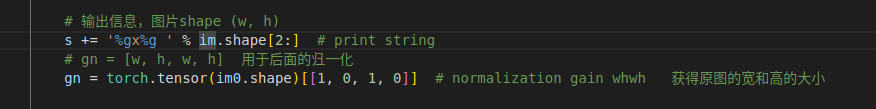 # 输出信息，图片shape (w, h)
s += '%gx%g ' % im.shape[2:]  # print string
# gn = [w, h, w, h]  用于后面的归一化
gn = torch.tensor(im0.shape)[[1, 0, 1, 0]]  # normalization gain whwh   获得原图的宽和高的大小